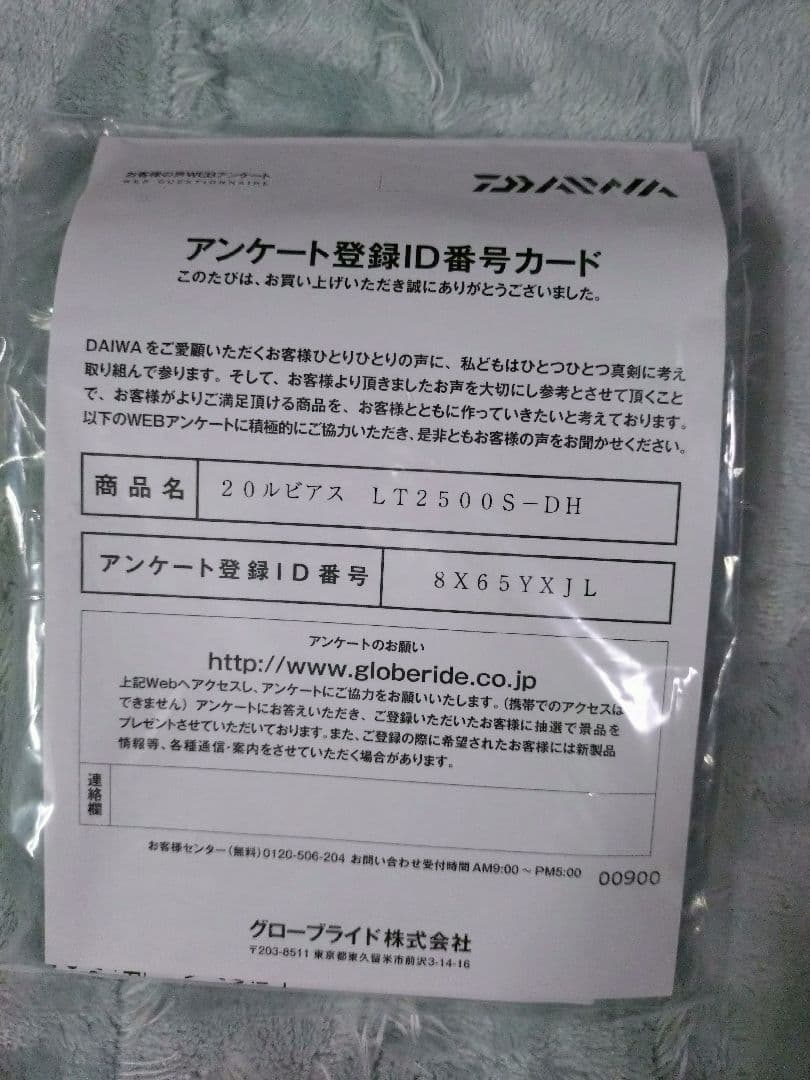 お客様の声WEBアンケート
WEB QUESTIONNAIRE
DAIWA
アンケート登録ID番号カード
このたびは、お買い上げいただき誠にありがとうございました。
DAIWAをご愛顧いただくお客様ひとりひとりの声に、私どもはひとつひとつ真剣に考え
取り組んで参ります。そして、お客様より頂きましたお声を大切にし参考とさせて頂くこと
で、お客様がよりご満足頂ける商品を、お客様とともに作っていきたいと考えております。
以下のWEBアンケートに積極的にご協力いただき、是非ともお客様の声をお聞かせください。
商品名 20ルビアス LT2500S-DH
アンケート登録ID番号 8X65YXJL
アンケートのお願い
http://www.globeride.co.jp
上記Webへアクセスし、アンケートにご協力をお願いいたします。(携帯でのアクセスは
できません) アンケートにお答えいただき、ご登録いただいたお客様に抽選で景品を
プレゼントさせていただいております。また、ご登録の際に希望されたお客様には新製品
情報等、各種通信・案内をさせていただく場合があります。
連絡欄
お客様センター(無料)0120-506-204 お問い合わせ受付時間 AM9:00～PM5:00 00900
グローブライド株式会社
〒203-8511 東京都東久留米市前沢3-14-16